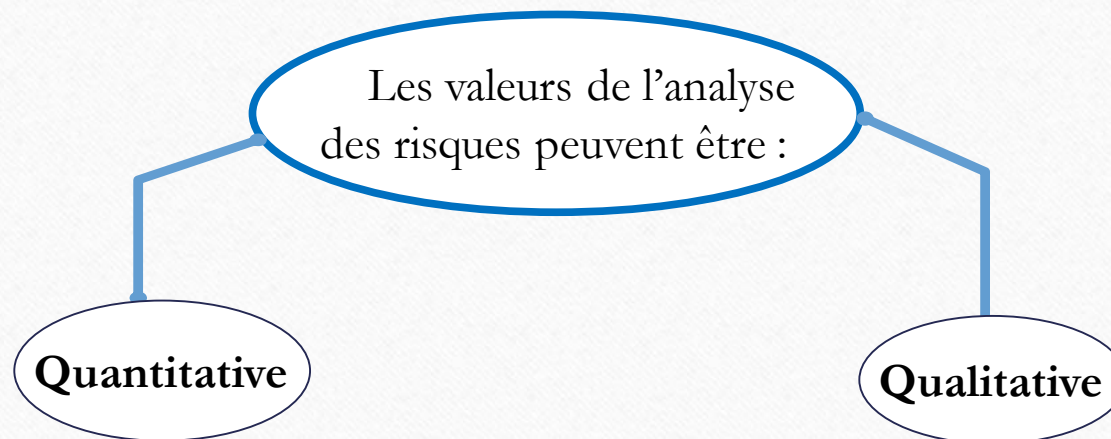 Les valeurs de l’analyse
des risques peuvent être :
Quantitative
Qualitative